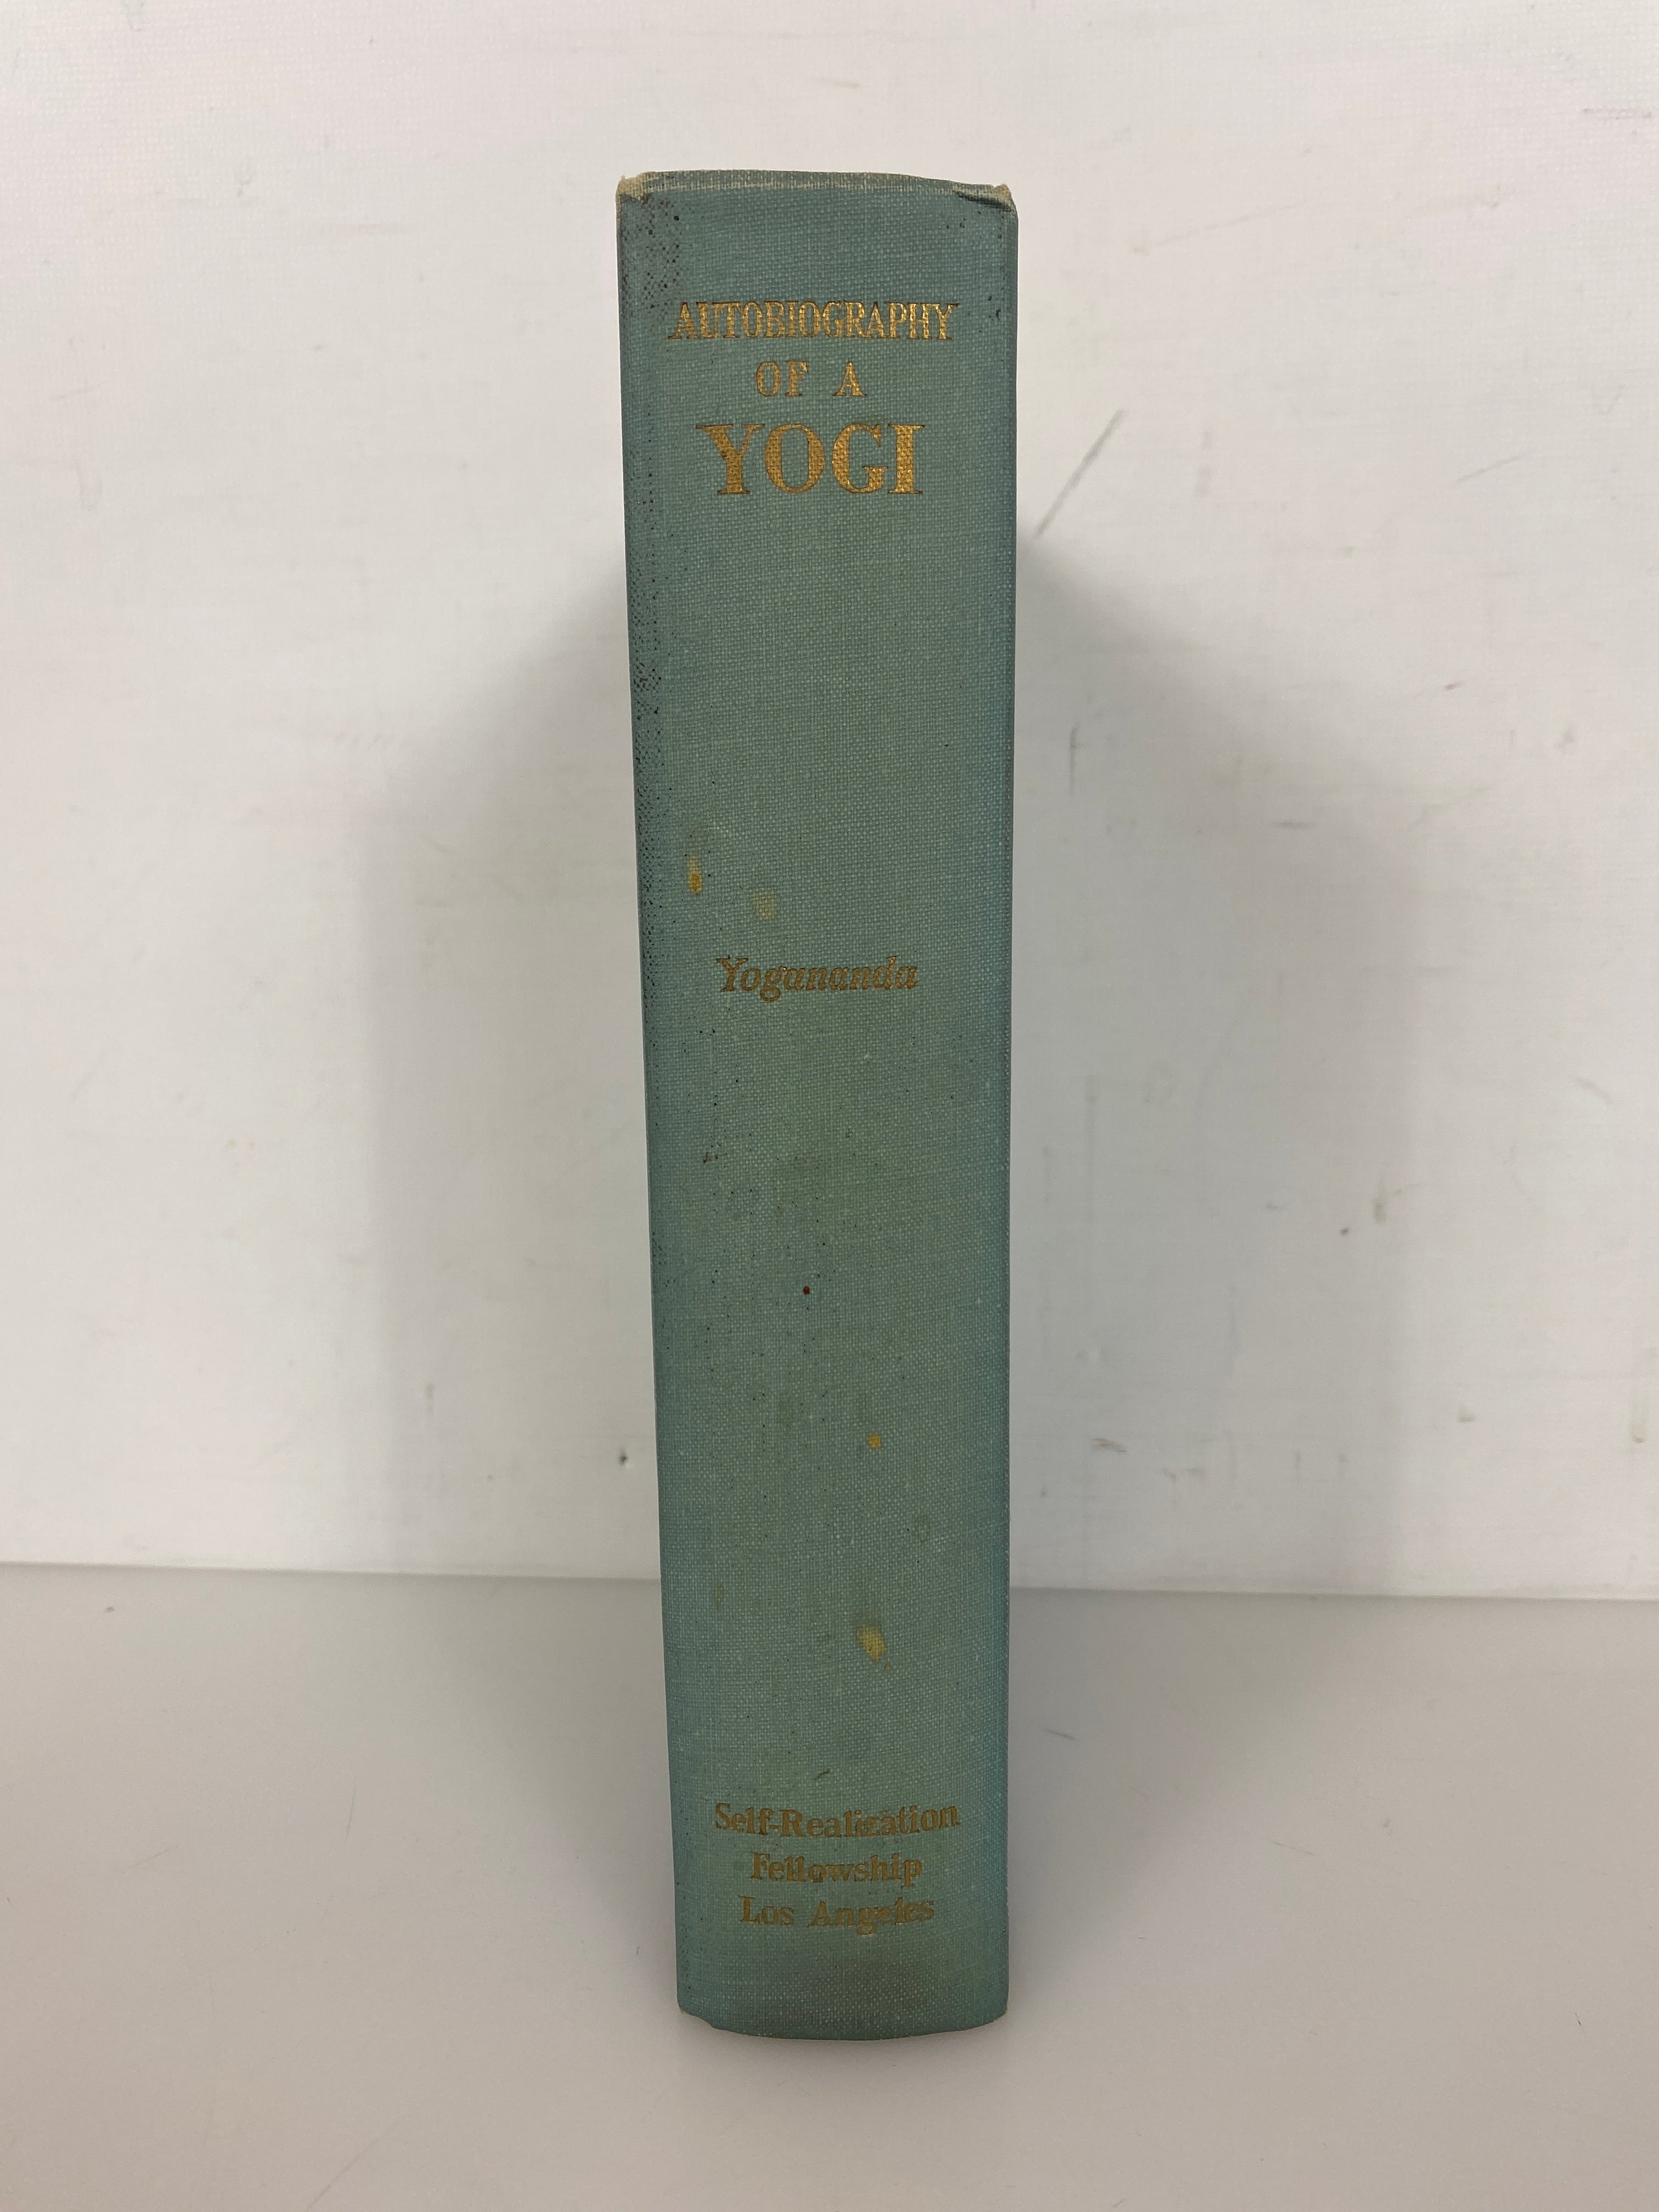 AUTOBIOGRAPHY
OF A
YOGI
Yogananda
Self-Realization
Fellowship
Los Angeles